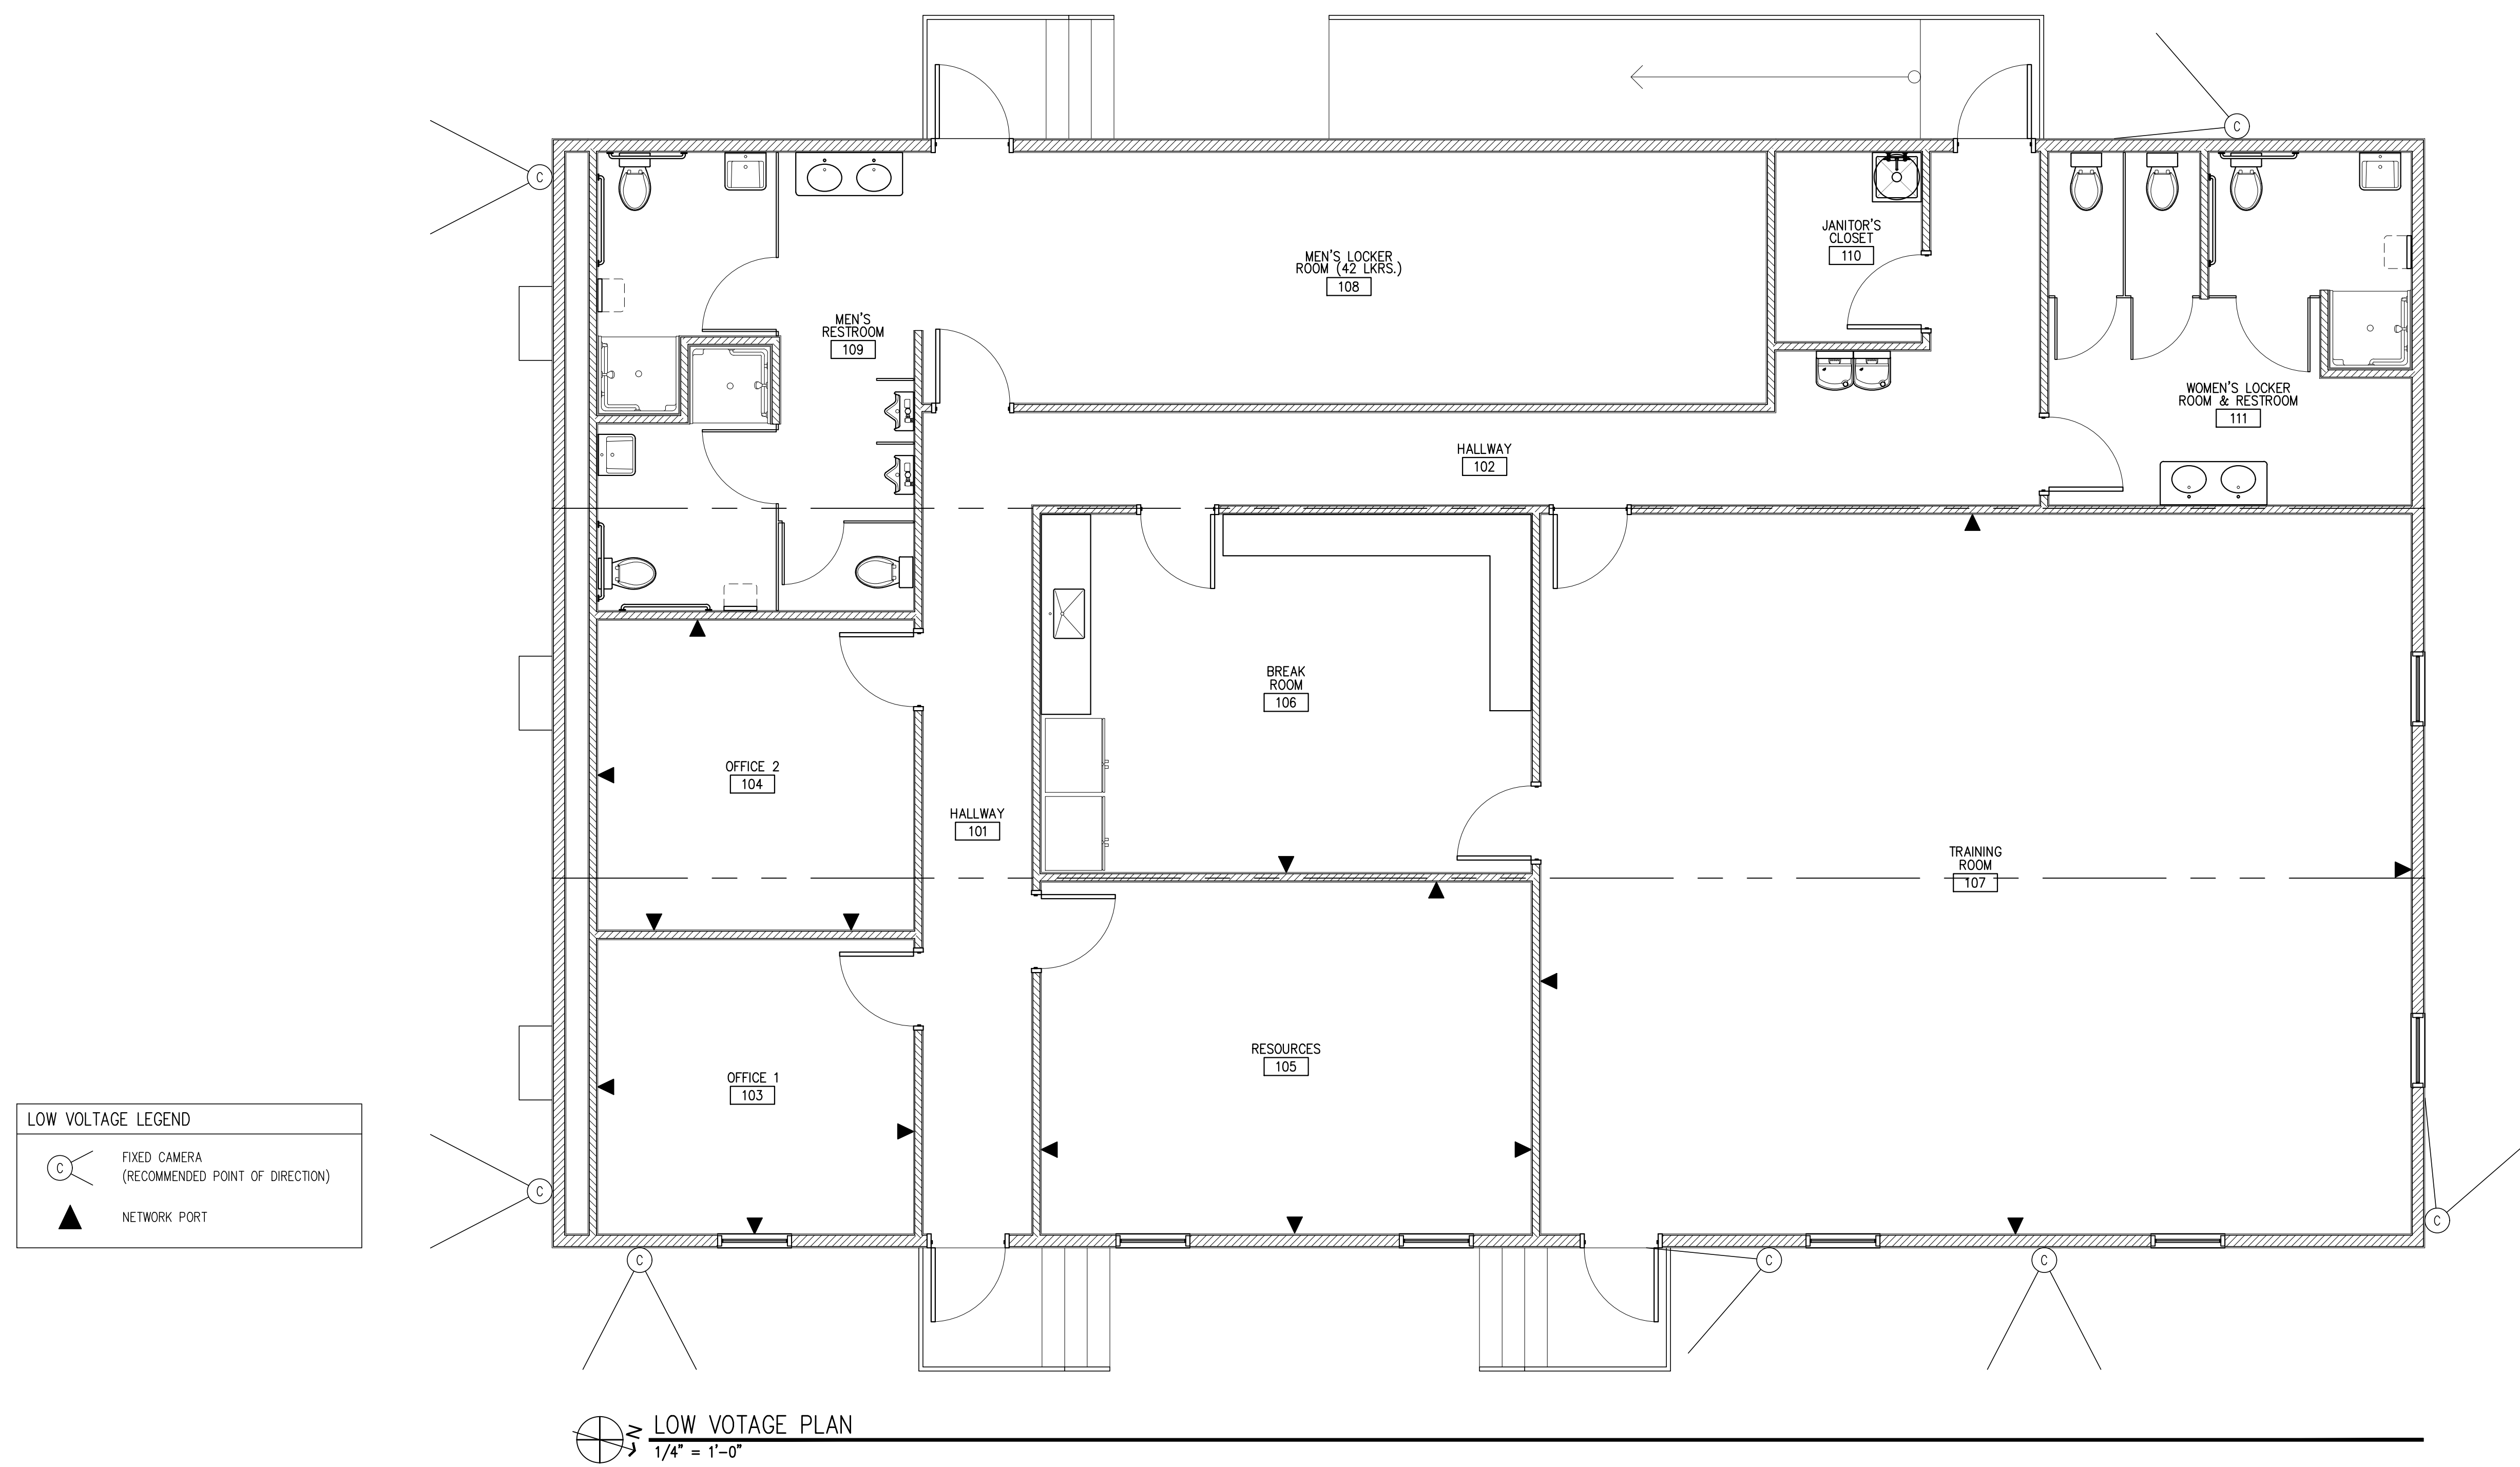 C
C
JANITOR'S
CLOSET
110
MEN'S LOCKER
ROOM (42 LKRS.)
108
MEN'S
RESTROOM
109
WOMEN'S LOCKER
ROOM & RESTROOM
111
HALLWAY
102
BREAK
ROOM
106
OFFICE 2
104
HALLWAY
101
TRAINING
ROOM
107
RESOURCES
105
OFFICE 1
103
LOW VOLTAGE LEGEND
C
FIXED CAMERA
(RECOMMENDED POINT OF DIRECTION)
NETWORK PORT
C
C
C
C
C
N
LOW VOTAGE PLAN
1/4" = 1'-0"